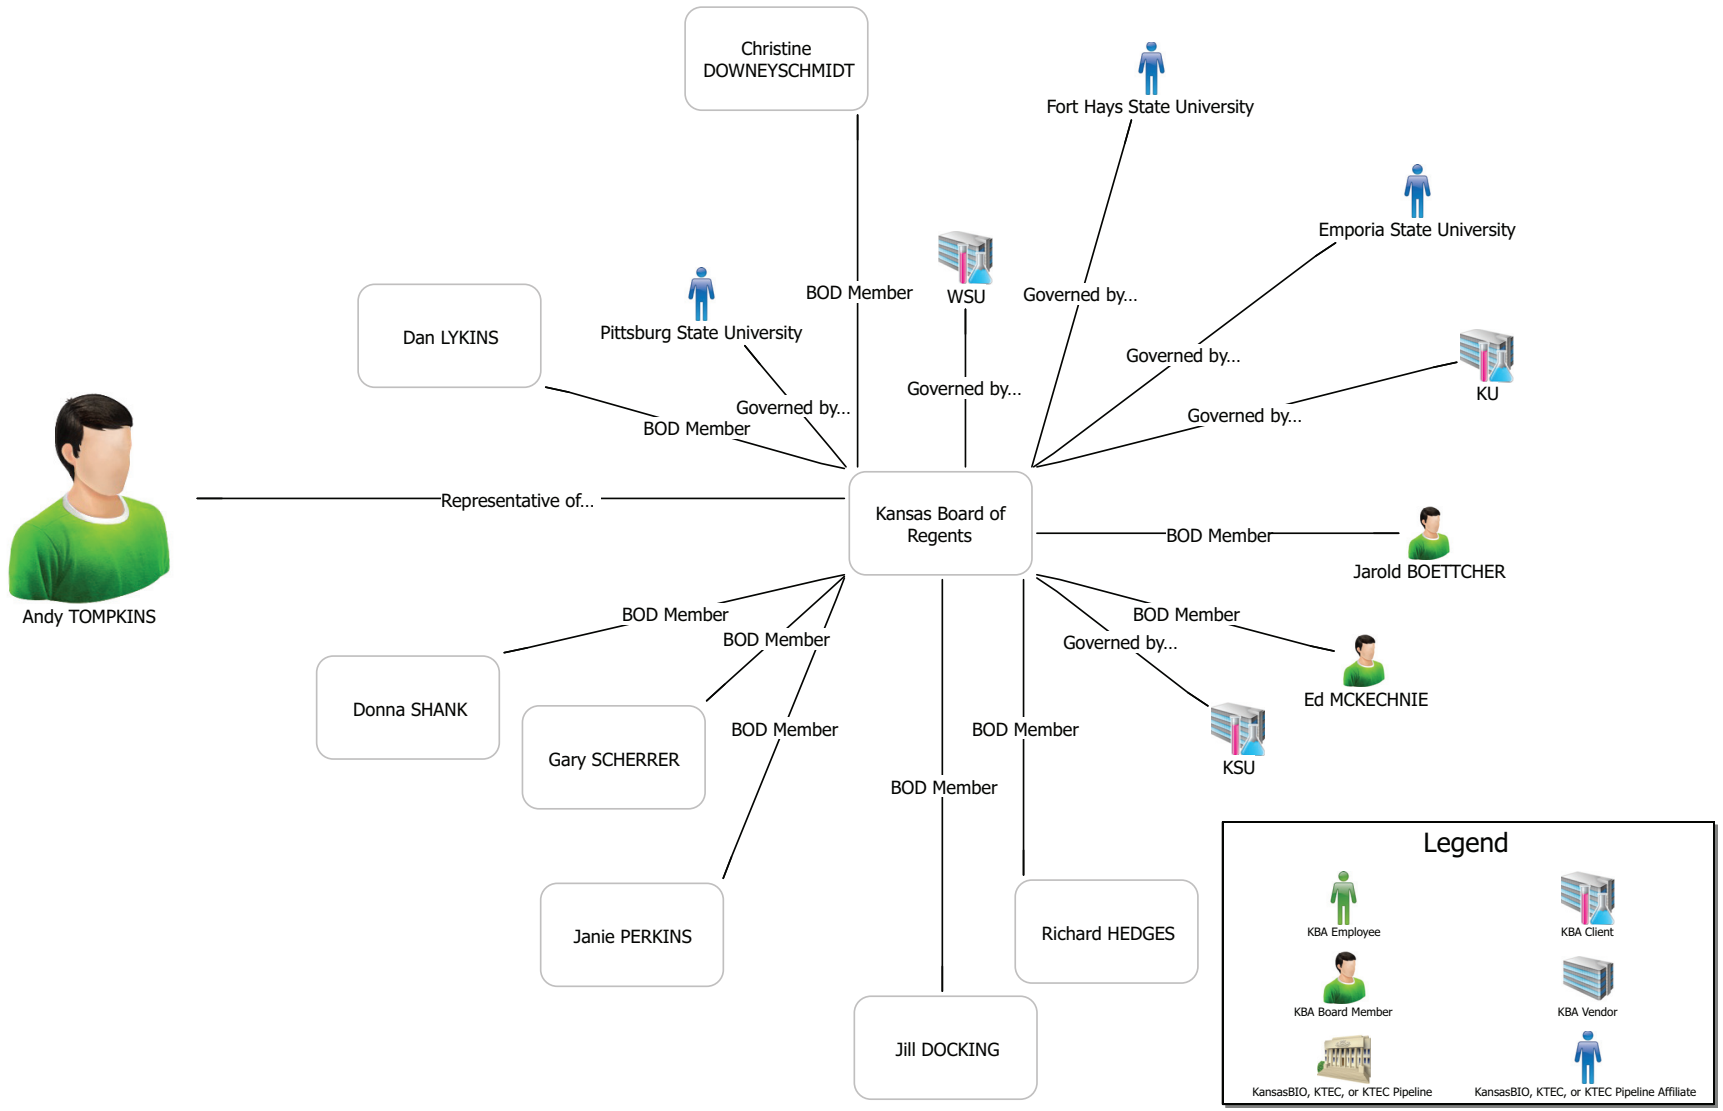 Christine
DOWNEYSCHMIDT
Fort Hays State University
Emporia State University
WSU
BOD Member
Governed by...
Dan LYKINS
Pittsburg State University
Governed by...
KU
Governed by...
Governed by...
Governed by...
BOD Member
Representative of...
Kansas Board of
Regents
BOD Member
Jarold BOETTCHER
Andy TOMPKINS
BOD Member
BOD Member
BOD Member
Governed by...
Ed MCKECHNIE
Donna SHANK
BOD Member
BOD Member
Gary SCHERRER
KSU
BOD Member
Janie PERKINS
Richard HEDGES
Jill DOCKING
Legend
KBA Employee
KBA Client
KBA Board Member
KBA Vendor
KansasBIO, KTEC, or KTEC Pipeline
KansasBIO, KTEC, or KTEC Pipeline Affiliate